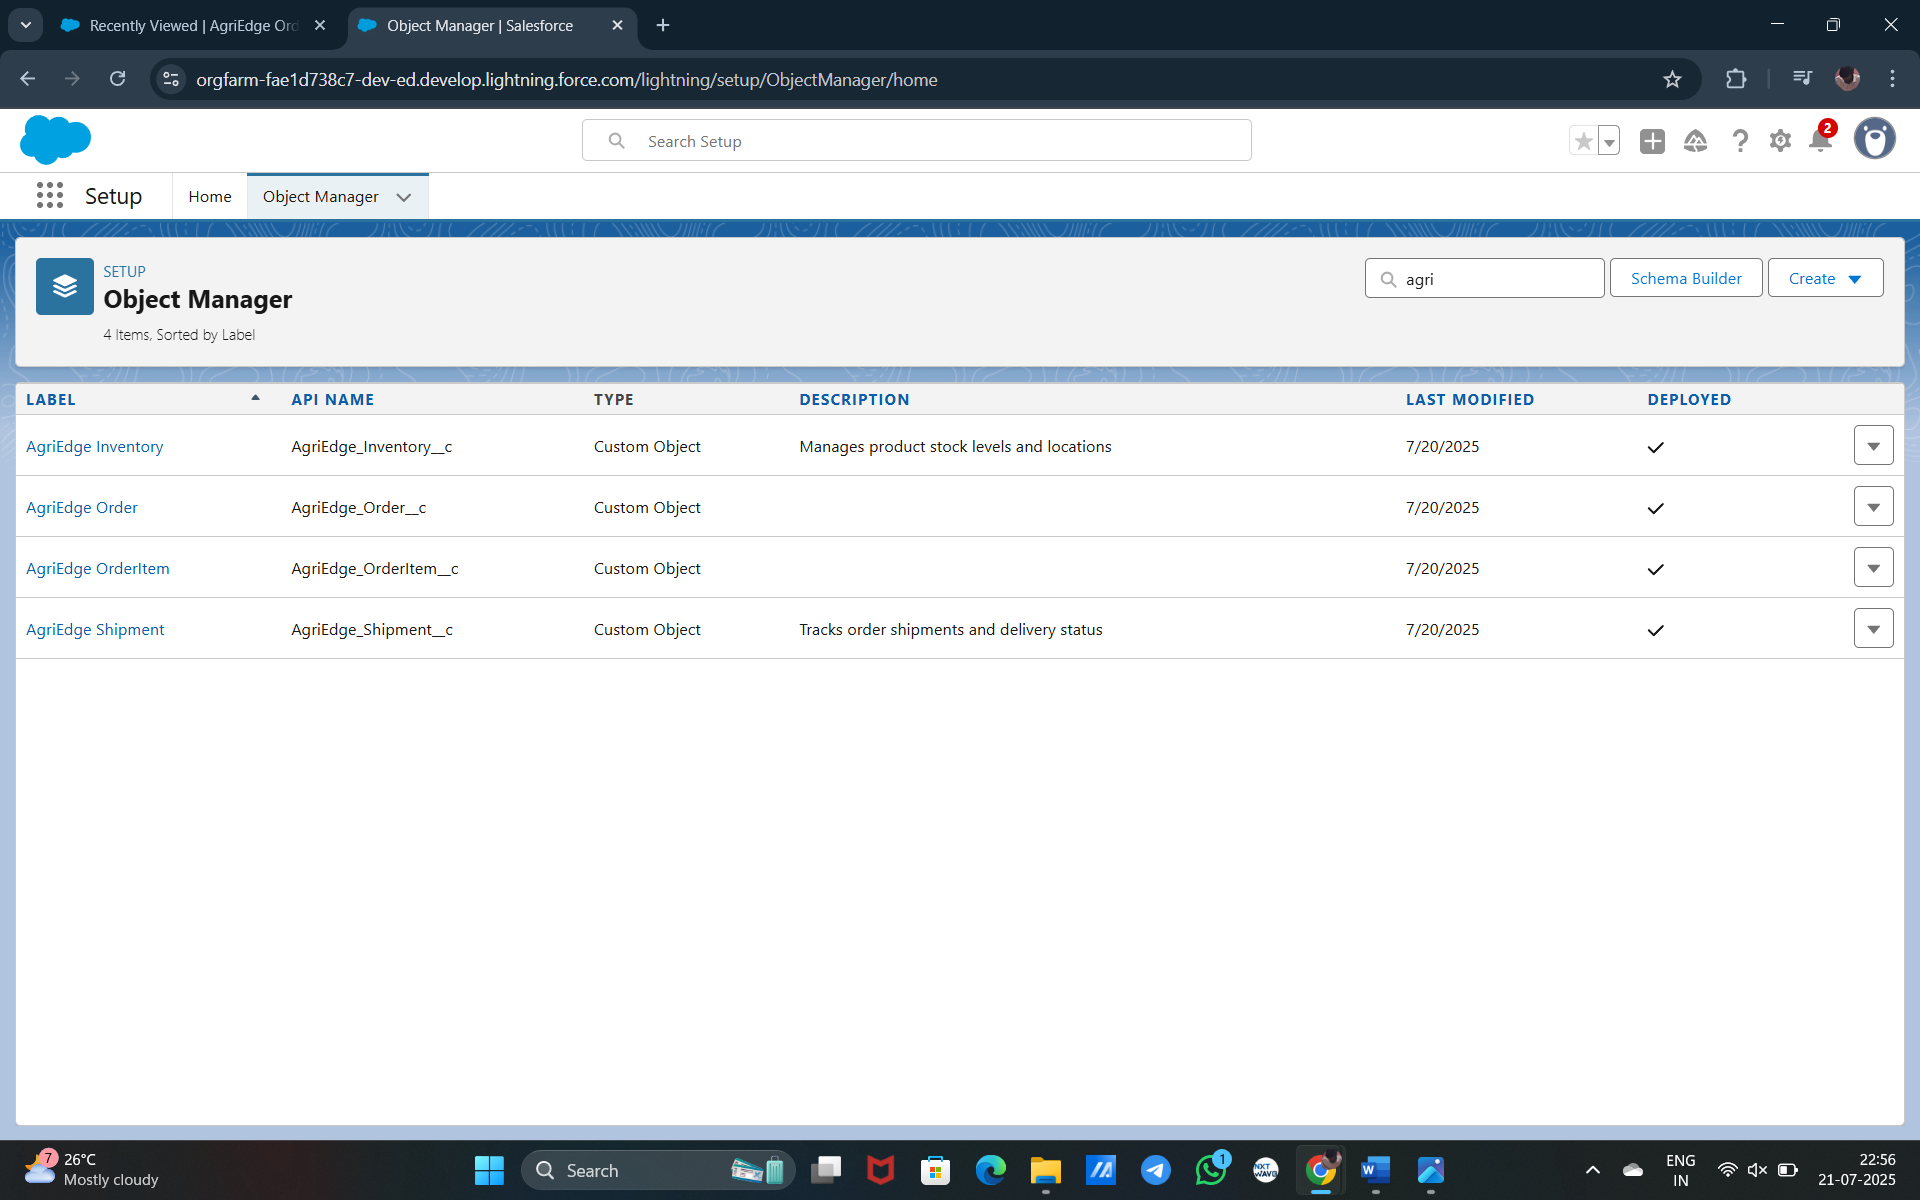 Recently Viewed | AgriEdge Ord
Object Manager | Salesforce
orgfarm-fae1d738c7-dev-ed.develop.lightning.force.com/lightning/setup/ObjectManager/home
Search Setup
2
Setup
Home
Object Manager
SETUP
Object Manager
4 Items, Sorted by Label
agri
Schema Builder
Create
LABEL API NAME TYPE DESCRIPTION LAST MODIFIED DEPLOYED
AgriEdge Inventory AgriEdge_Inventory__c Custom Object Manages product stock levels and locations 7/20/2025
AgriEdge Order AgriEdge_Order__c Custom Object 7/20/2025
AgriEdge OrderItem AgriEdge_OrderItem__c Custom Object 7/20/2025
AgriEdge Shipment AgriEdge_Shipment__c Custom Object Tracks order shipments and delivery status 7/20/2025
7
26°C
Mostly cloudy
Search
1
NXT
WAVE
ENG
IN
22:56
21-07-2025